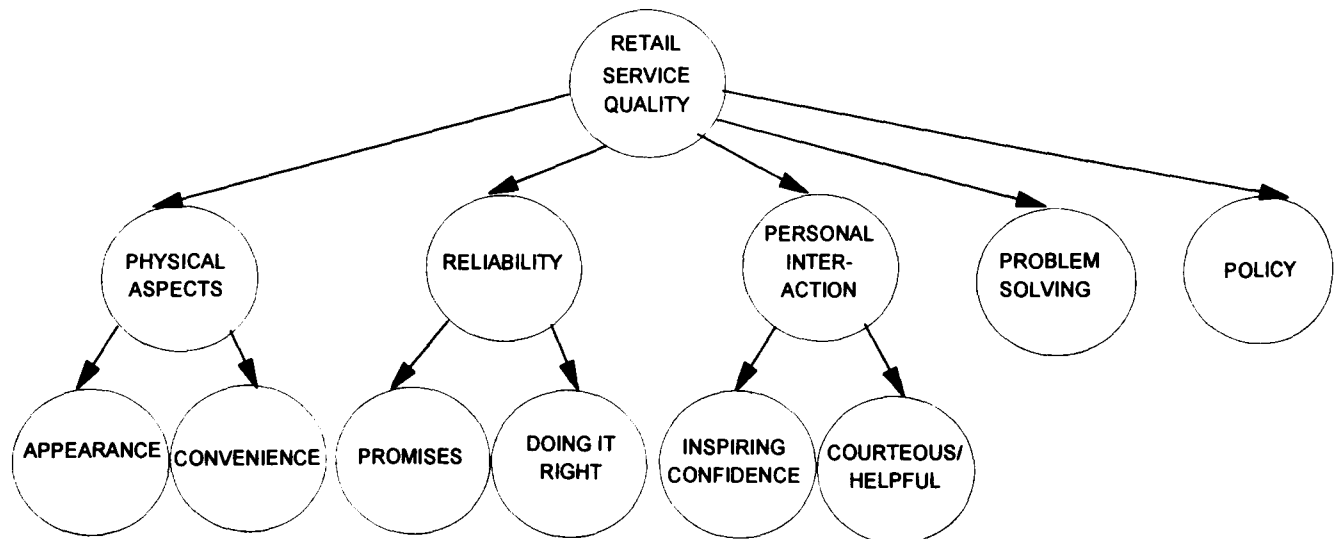 RETAIL
SERVICE
QUALITY
PHYSICAL
ASPECTS
RELIABILITY
PERSONAL
INTER-
ACTION
PROBLEM
SOLVING
POLICY
APPEARANCE
CONVENIENCE
PROMISES
DOING IT
RIGHT
INSPIRING
CONFIDENCE
COURTEOUS/
HELPFUL